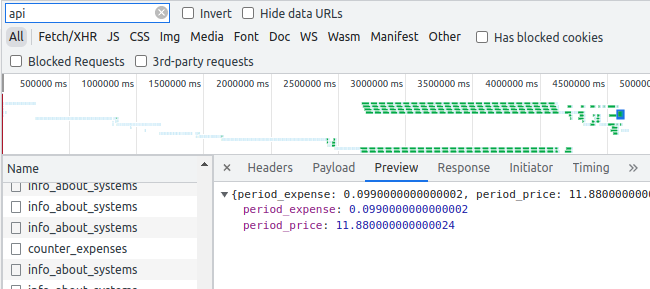 api
Invert
Hide data URLs
All Fetch/XHR JS CSS Img Media Font Doc WS Wasm Manifest Other Has blocked cookies
Blocked Requests 3rd-party requests
500000 ms 1000000 ms 1500000 ms 2000000 ms 2500000 ms 3000000 ms 3500000 ms 4000000 ms 4500000 ms 500000
Name
info_about_systems
info_about_systems
info_about_systems
counter_expenses
info_about_systems
× Headers Payload Preview Response Initiator Timing »
{period_expense: 0.0990000000000002, period_price: 11.8800000000
period_expense: 0.0990000000000002
period_price: 11.880000000000024